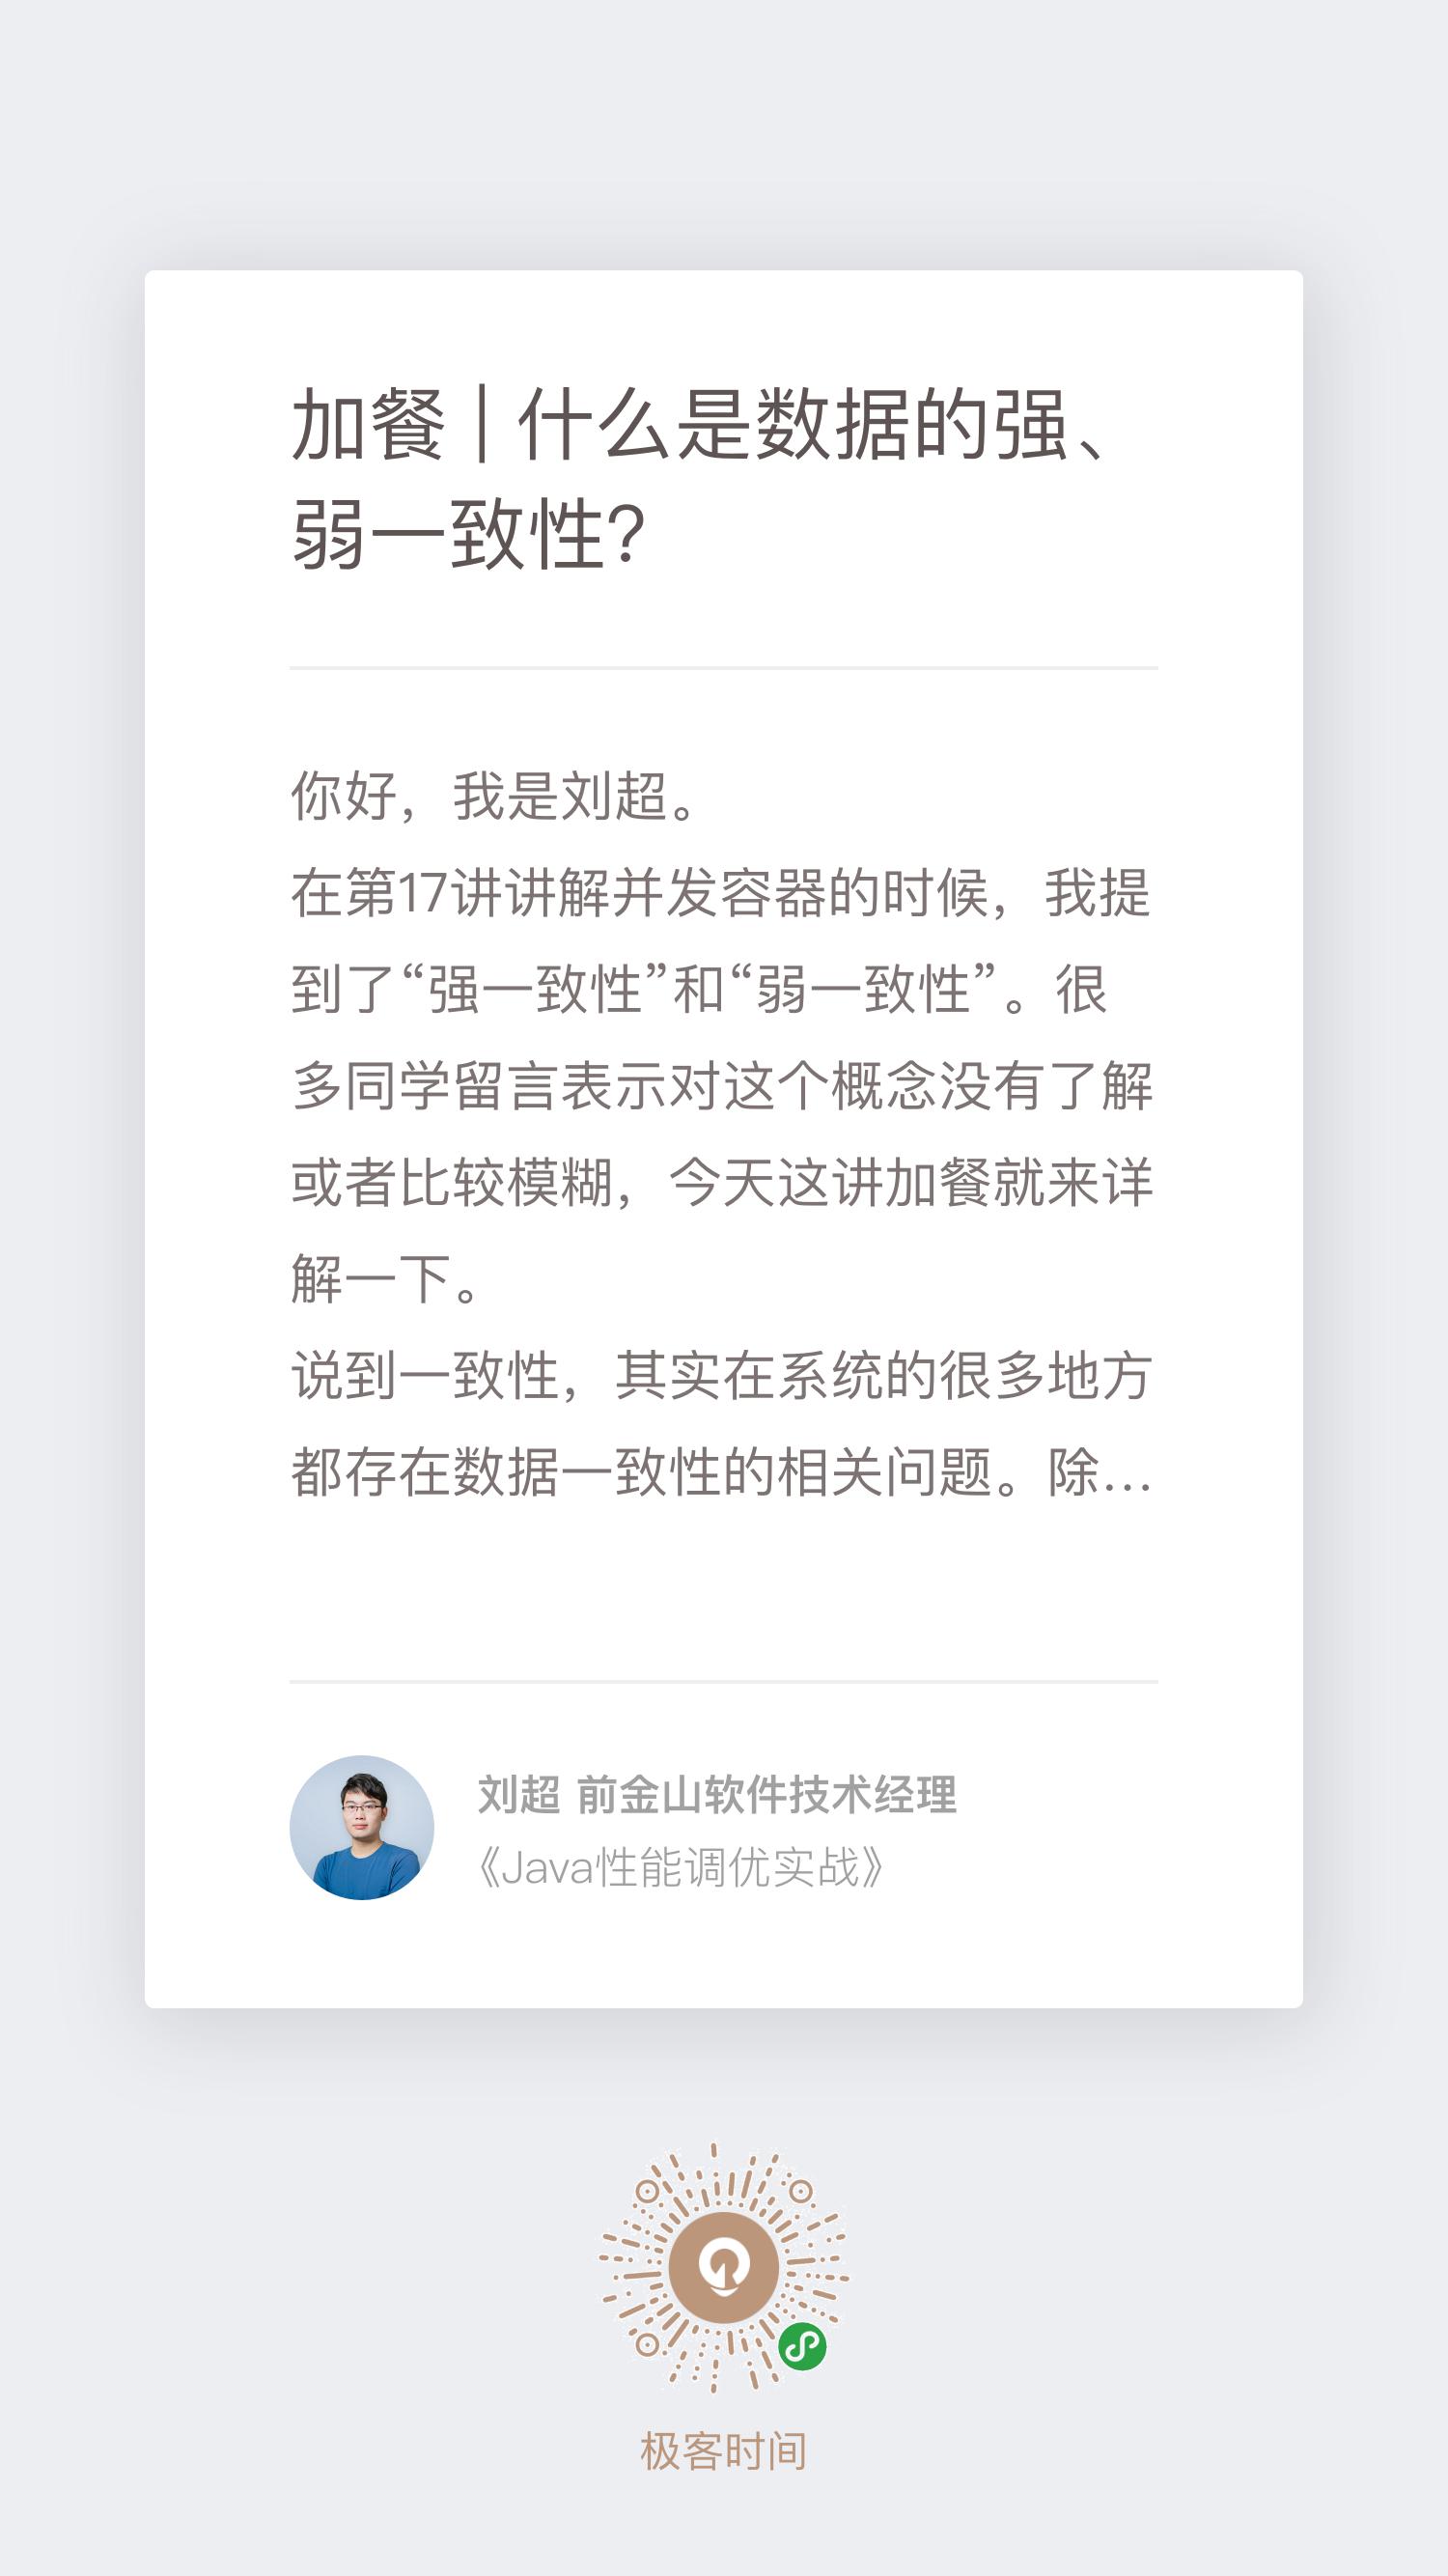 加餐 | 什么是数据的强、
弱一致性?
你好，我是刘超。
在第17讲讲解并发容器的时候，我提
到了“强一致性”和“弱一致性”。很
多同学留言表示对这个概念没有了解
或者比较模糊，今天这讲加餐就来详
解一下。
说到一致性，其实在系统的很多地方
都存在数据一致性的相关问题。除...
刘超 前金山软件技术经理
《Java性能调优实战》
极客时间